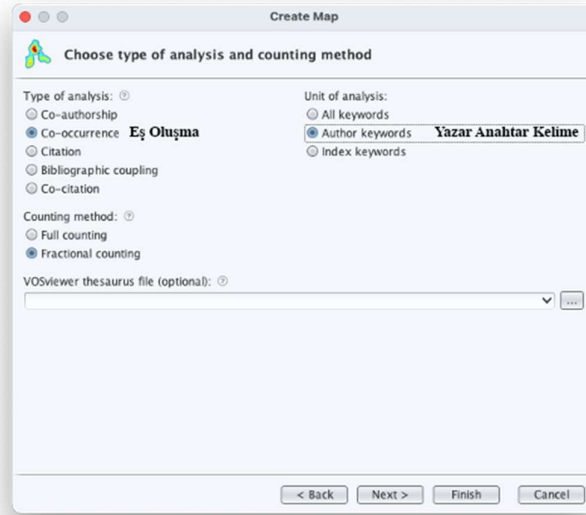 Create Map
Choose type of analysis and counting method
Type of analysis:
Co-authorship
Co-occurrence Eş Oluşma
Citation
Bibliographic coupling
Co-citation
Unit of analysis:
All keywords
Author keywords Yazar Anahtar Kelime
Index keywords
Counting method:
Full counting
Fractional counting
VOSviewer thesaurus file (optional):
...
< Back Next > Finish Cancel